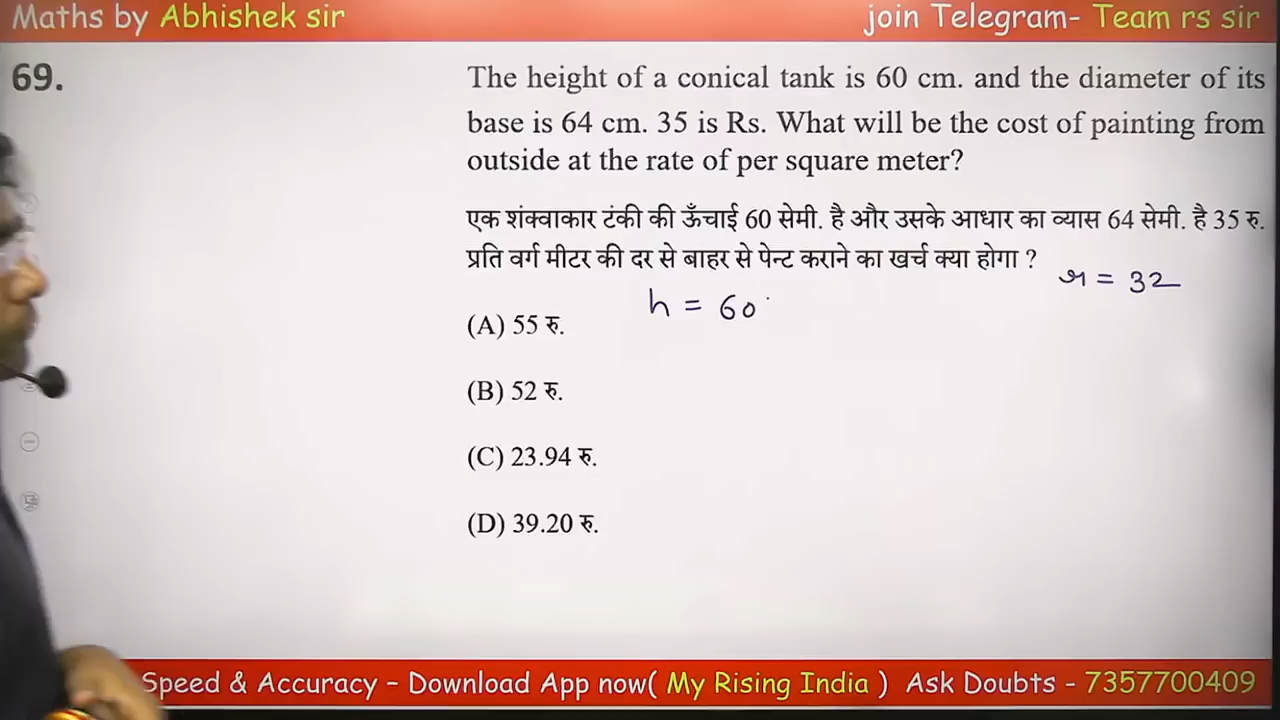 Maths by Abhishek sir
join Telegram- Team rs sir
69.
The height of a conical tank is 60 cm. and the diameter of its
base is 64 cm. 35 is Rs. What will be the cost of painting from
outside at the rate of per square meter?
एक शंक्वाकार टंकी की ऊँचाई 60 सेमी. है और उसके आधार का व्यास 64 सेमी. है 35 रु.
प्रति वर्ग मीटर की दर से बाहर से पेन्ट कराने का खर्च क्या होगा ?
r = 32
h = 60
(A) 55 रु.
(B) 52 रु.
(C) 23.94 रु.
(D) 39.20 रु.
Speed & Accuracy – Download App now( My Rising India ) Ask Doubts - 7357700409